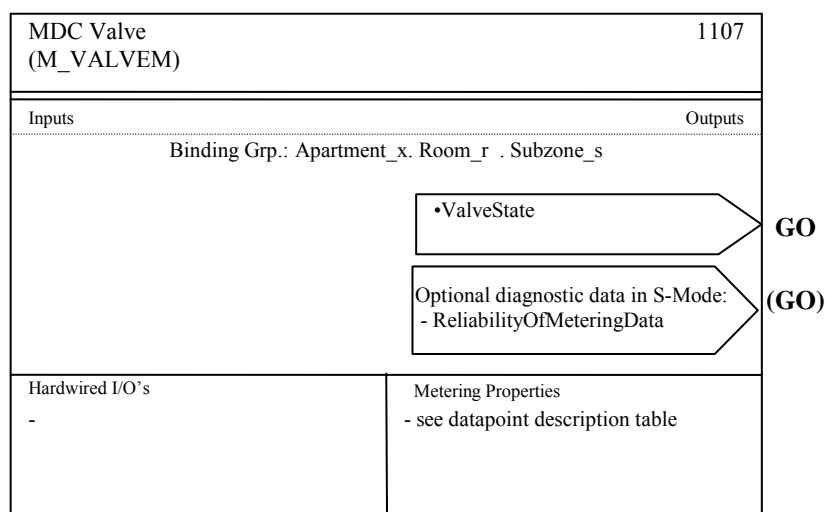 MDC Valve 1107
(M_VALVEM)
Inputs Outputs
Binding Grp.: Apartment_x. Room_r . Subzone_s
•ValveState
GO
Optional diagnostic data in S-Mode:
- ReliabilityOfMeteringData
(GO)
Hardwired I/O's Metering Properties
- - see datapoint description table